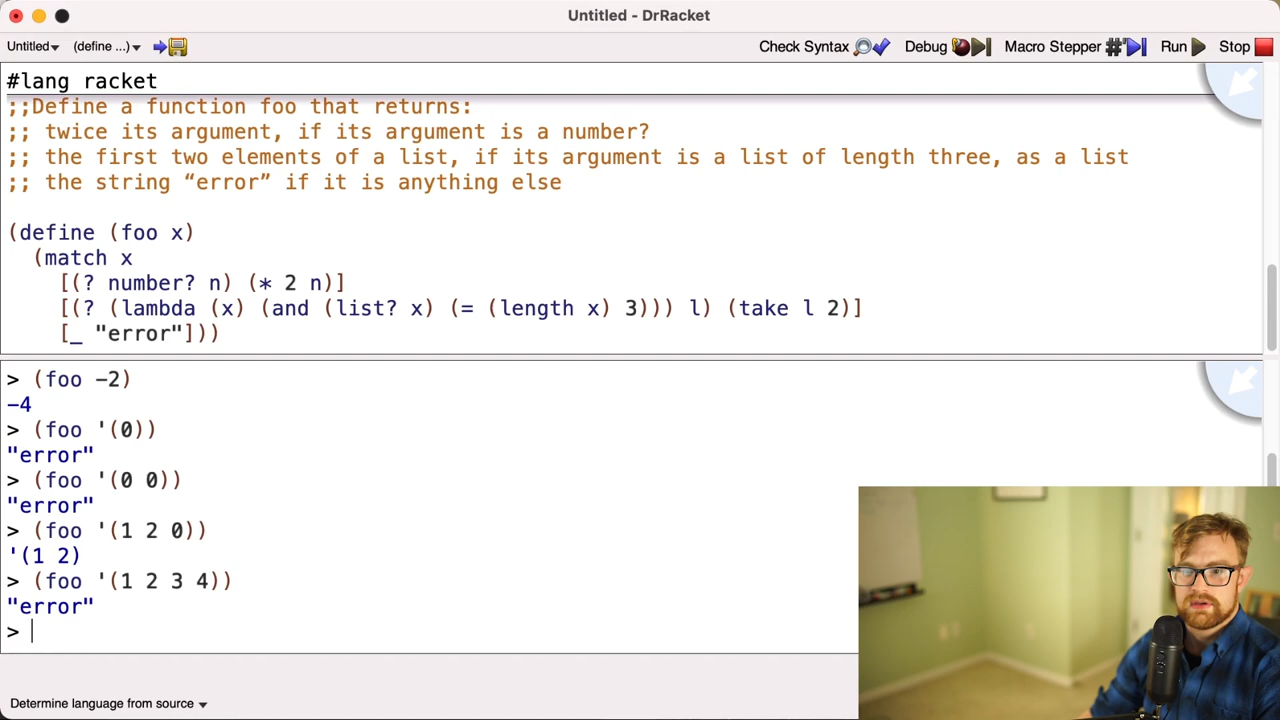 Untitled - DrRacket
Untitled▾ (define ...)▾ Check Syntax Debug Macro Stepper #' Run Stop
#lang racket
;;Define a function foo that returns:
;; twice its argument, if its argument is a number?
;; the first two elements of a list, if its argument is a list of length three, as a list
;; the string “error” if it is anything else
(define (foo x)
(match x
[(? number? n) (* 2 n)]
[(? (lambda (x) (and (list? x) (= (length x) 3))) l) (take l 2)]
[_ "error"]))
> (foo -2)
-4
> (foo '(0))
"error"
> (foo '(0 0))
"error"
> (foo '(1 2 0))
'(1 2)
> (foo '(1 2 3 4))
"error"
>
Determine language from source ▾